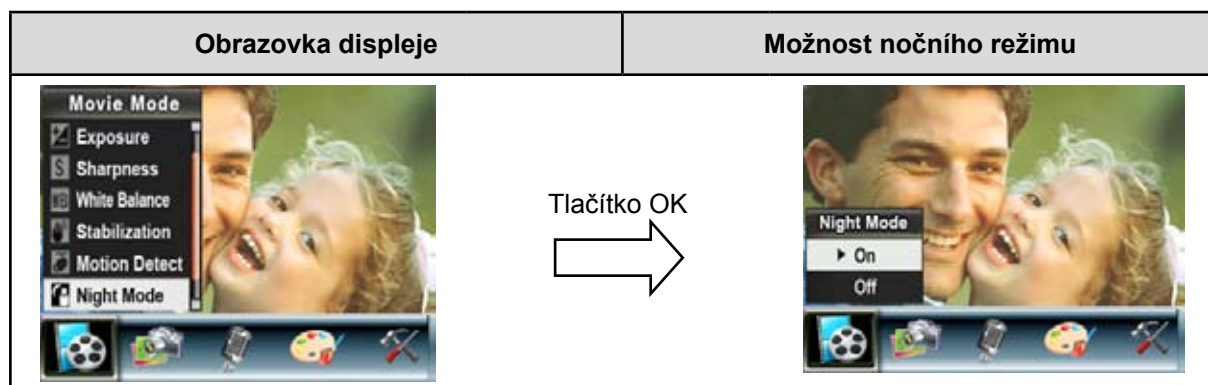 Obrazovka displeje
Možnost nočního režimu
Movie Mode
Exposure
Sharpness
White Balance
Stabilization
Motion Detect
Night Mode
Tlačítko OK
Night Mode
On
Off